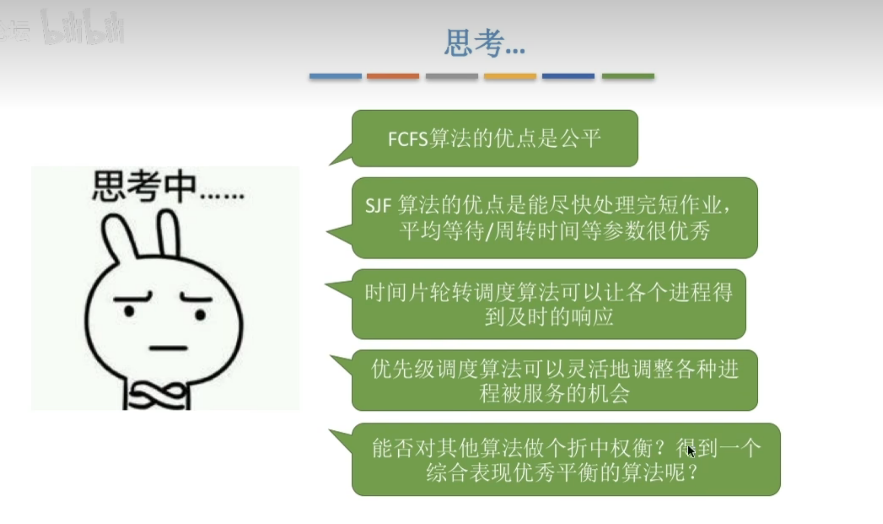 bilibili
思考...
思考中......
FCFS算法的优点是公平
SJF 算法的优点是能尽快处理完短作业，
平均等待/周转时间等参数很优秀
时间片轮转调度算法可以让各个进程得
到及时的响应
优先级调度算法可以灵活地调整各种进
程被服务的机会
能否对其他算法做个折中权衡？得到一个
综合表现优秀平衡的算法呢？